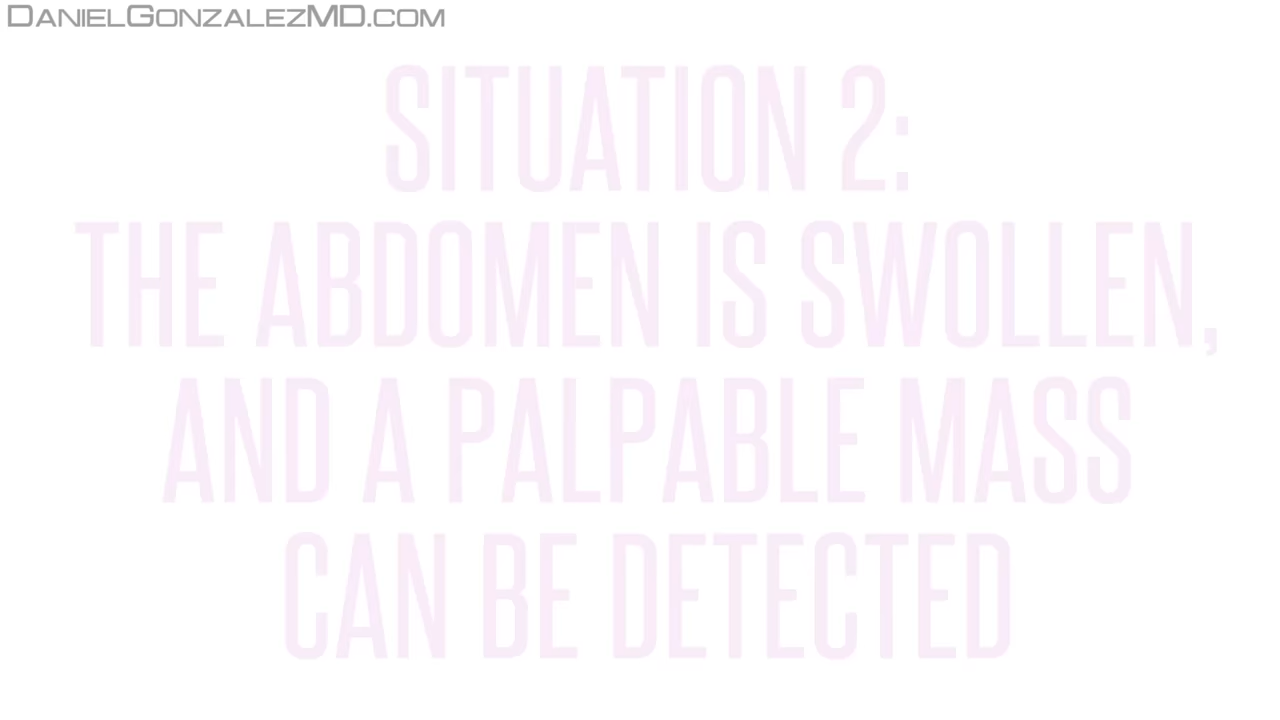 DanielGonzalezMD.com
SITUATION 2:
THE ABDOMEN IS SWOLLEN,
AND A PALPABLE MASS
CAN BE DETECTED